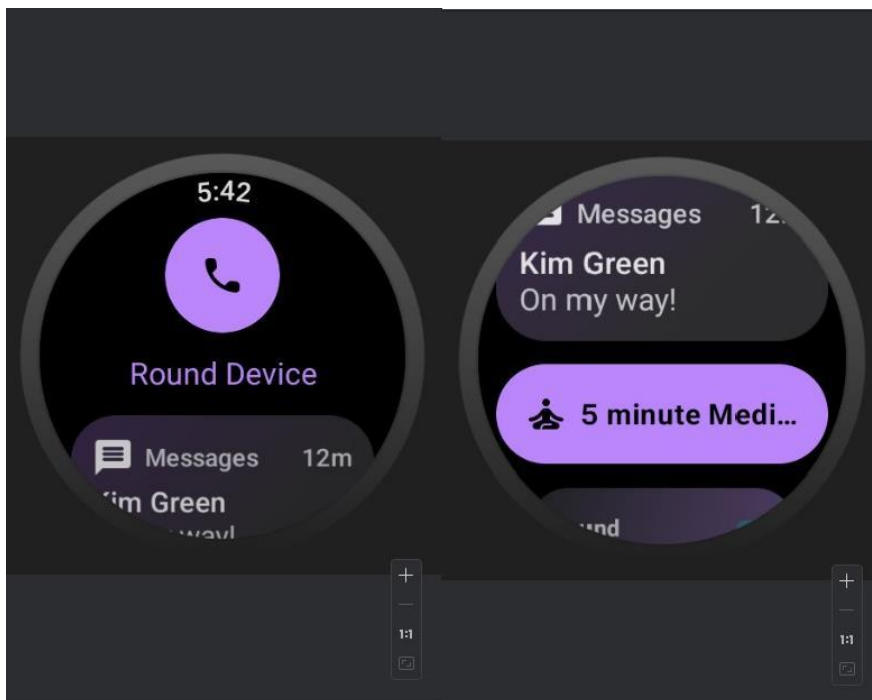 5:42
Round Device
Messages 12m
Green
Messages
Kim Green
On my way!
5 minute Medi...
1:1
1:1